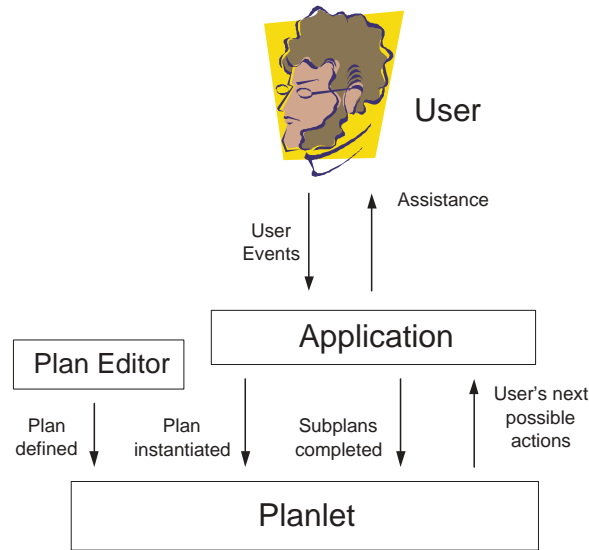 User
Assistance
User
Events
Application
Plan Editor
Plan
defined
Plan
instantiated
Subplans
completed
User's next
possible
actions
Planlet